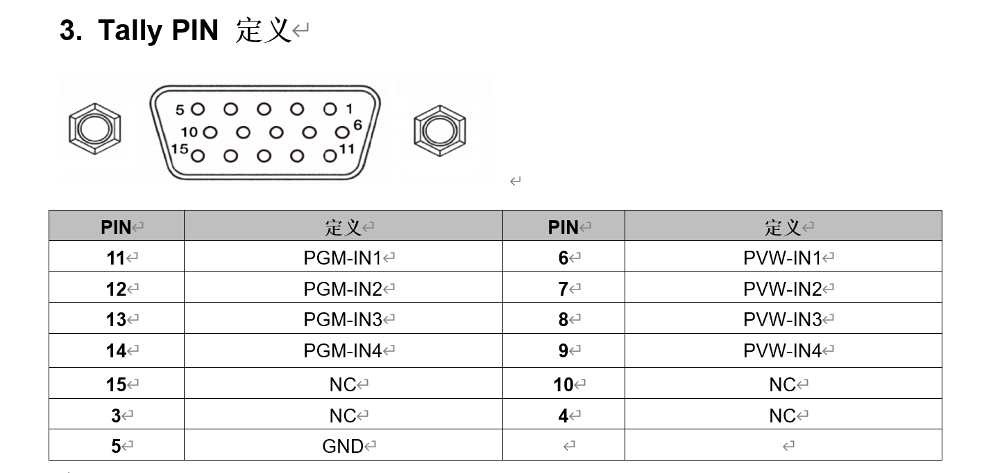 3. Tally PIN 定义
5 1
10 6
15 11
PIN 定义 PIN 定义
11 PGM-IN1 6 PVW-IN1
12 PGM-IN2 7 PVW-IN2
13 PGM-IN3 8 PVW-IN3
14 PGM-IN4 9 PVW-IN4
15 NC 10 NC
3 NC 4 NC
5 GND